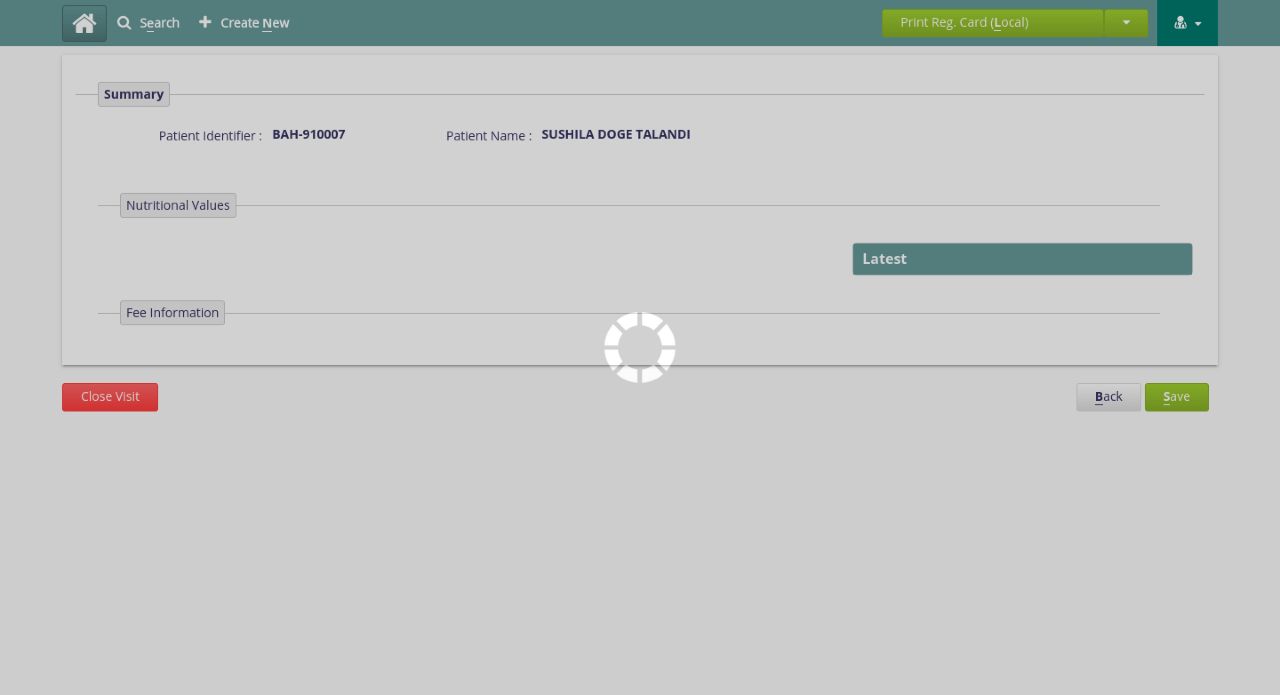 Search Create New Print Reg. Card (Local)
Summary
Patient Identifier : BAH-910007 Patient Name : SUSHILA DOGE TALANDI
Nutritional Values
Latest
Fee Information
Close Visit Back Save